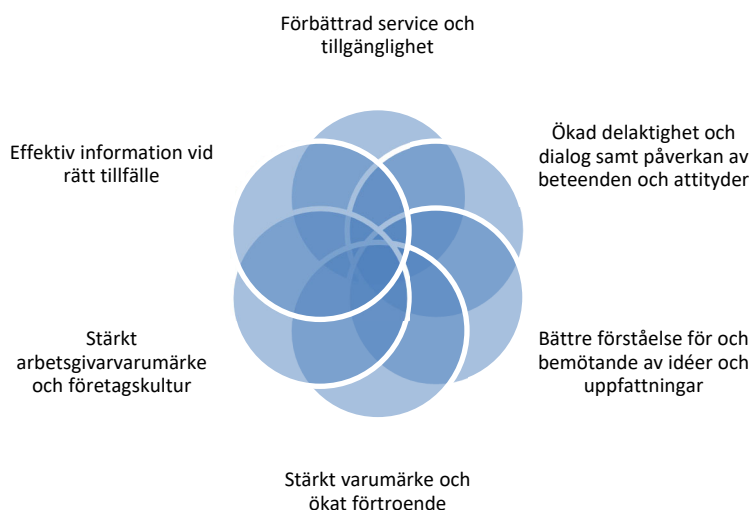 Förbättrad service och
tillgänglighet
Effektiv information vid
rätt tillfälle
Ökad delaktighet och
dialog samt påverkan av
beteenden och attityder
Stärkt
arbetsgivarvarumärke
och företagskultur
Bättre förståelse för och
bemötande av idéer och
uppfattningar
Stärkt varumärke och
ökat förtroende